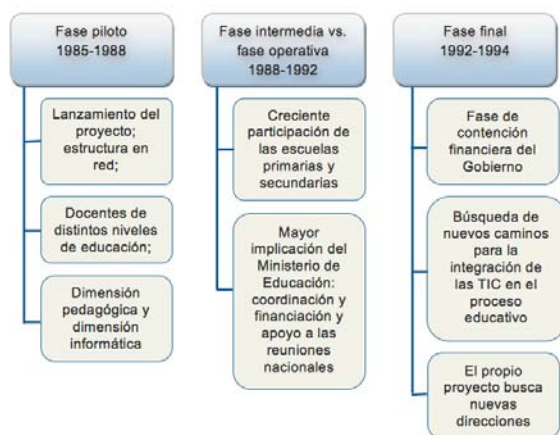 Fase piloto
1985-1988
Lanzamiento del
proyecto;
estructura en
red;
Docentes de
distintos niveles
de educación;
Dimensión
pedagógica y
dimensión
informática
Fase intermedia vs.
fase operativa
1988-1992
Creciente
participación de
las escuelas
primarias y
secundarias
Mayor
implicación del
Ministerio de
Educación:
coordinación y
financiación y
apoyo a las
reuniones
nacionales
Fase final
1992-1994
Fase de
contención
financiera del
Gobierno
Búsqueda de
nuevos caminos
para la
integración de
las TIC en el
proceso
educativo
El propio
proyecto busca
nuevas
direcciones